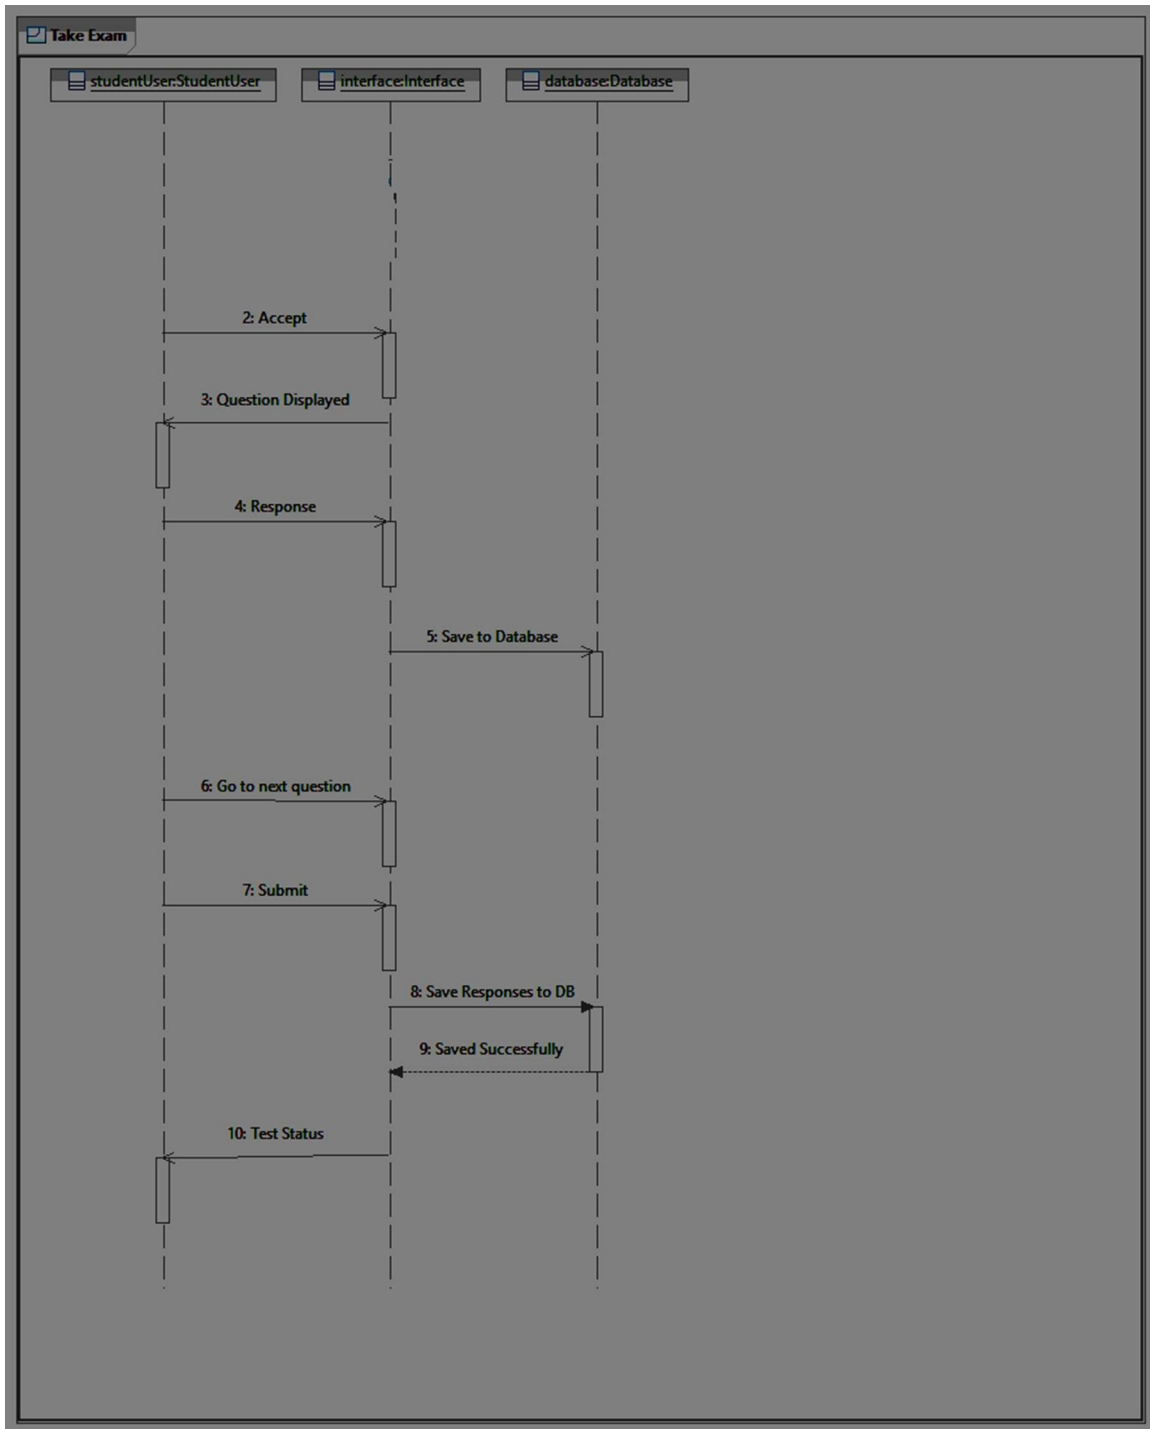 Take Exam
studentUser:StudentUser
interface:Interface
database:Database
2: Accept
3: Question Displayed
4: Response
5: Save to Database
6: Go to next question
7: Submit
8: Save Responses to DB
9: Saved Successfully
10: Test Status